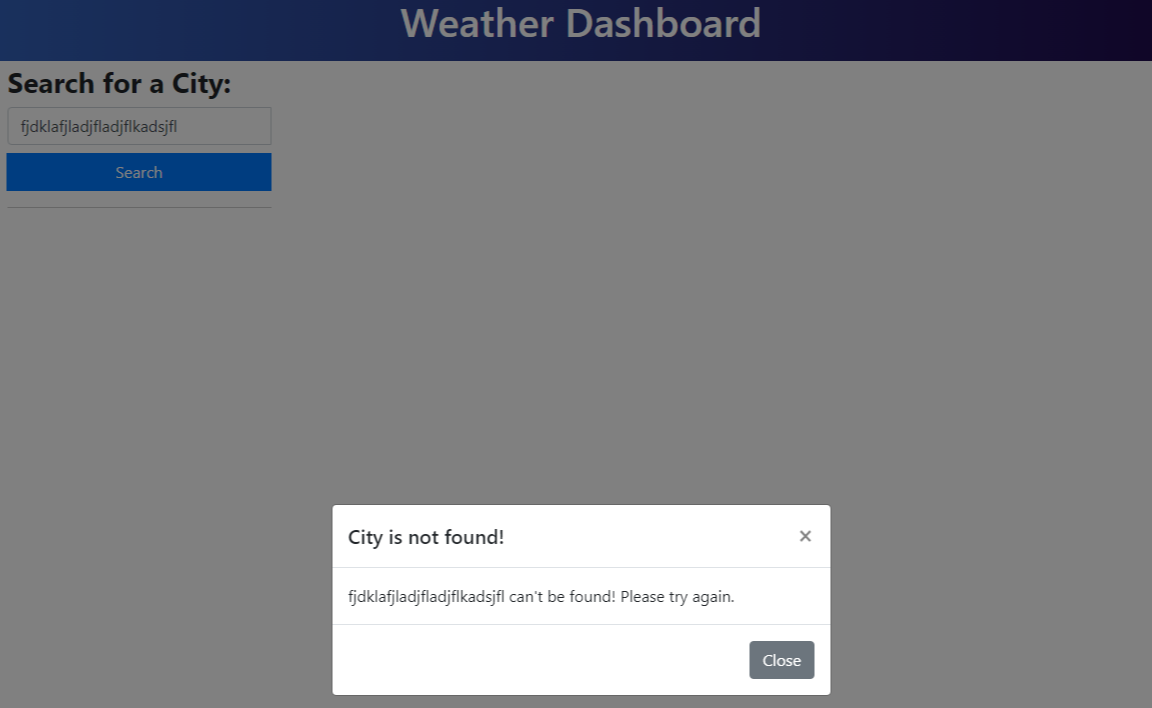 Weather Dashboard
Search for a City:
fjdklafjladjfladjflkadsjfl
Search
City is not found!
×
fjdklafjladjfladjflkadsjfl can't be found! Please try again.
Close